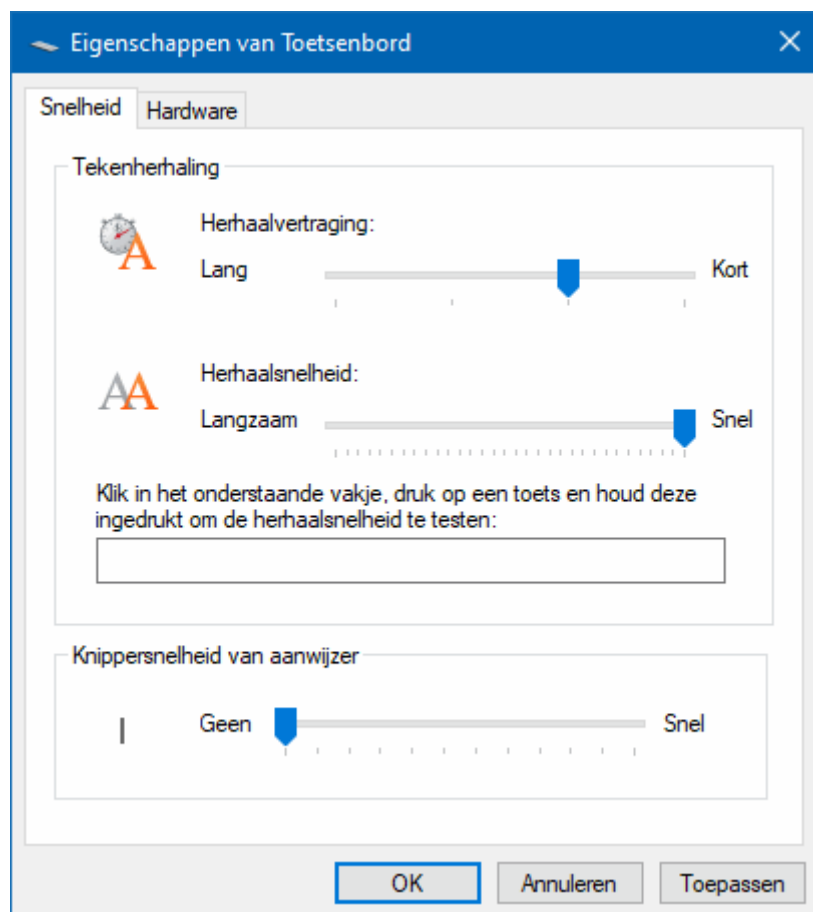 Eigenschappen van Toetsenbord
Snelheid
Hardware
Tekenherhaling
Herhaalvertraging:
Lang
Kort
Herhaalsnelheid:
Langzaam
Snel
Klik in het onderstaande vakje, druk op een toets en houd deze
ingedrukt om de herhaalsnelheid te testen:
Knippersnelheid van aanwijzer
Geen
Snel
OK
Annuleren
Toepassen